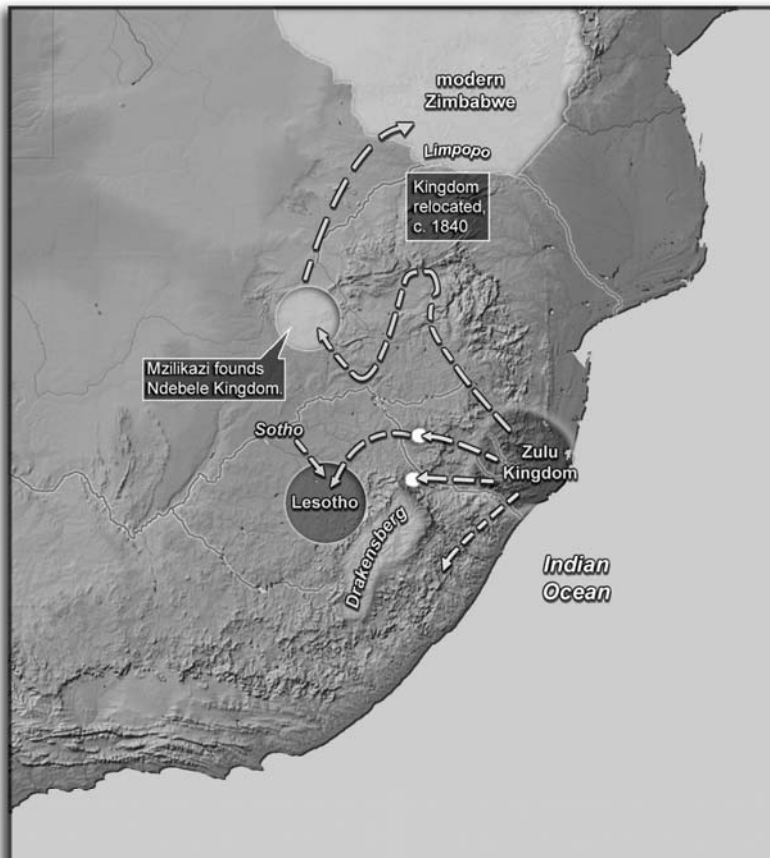 modern
Zimbabwe
Limpopo
Kingdom
relocated,
c. 1840
Mzilikazi founds
Ndebele Kingdom.
Sotho
Zulu
Kingdom
Lesotho
Drakensberg
Indian
Ocean